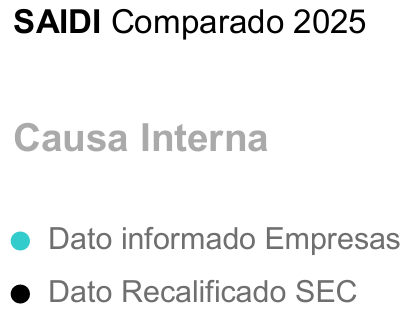 SAIDI Comparado 2025
Causa Interna
Dato informado Empresas
Dato Recalificado SEC